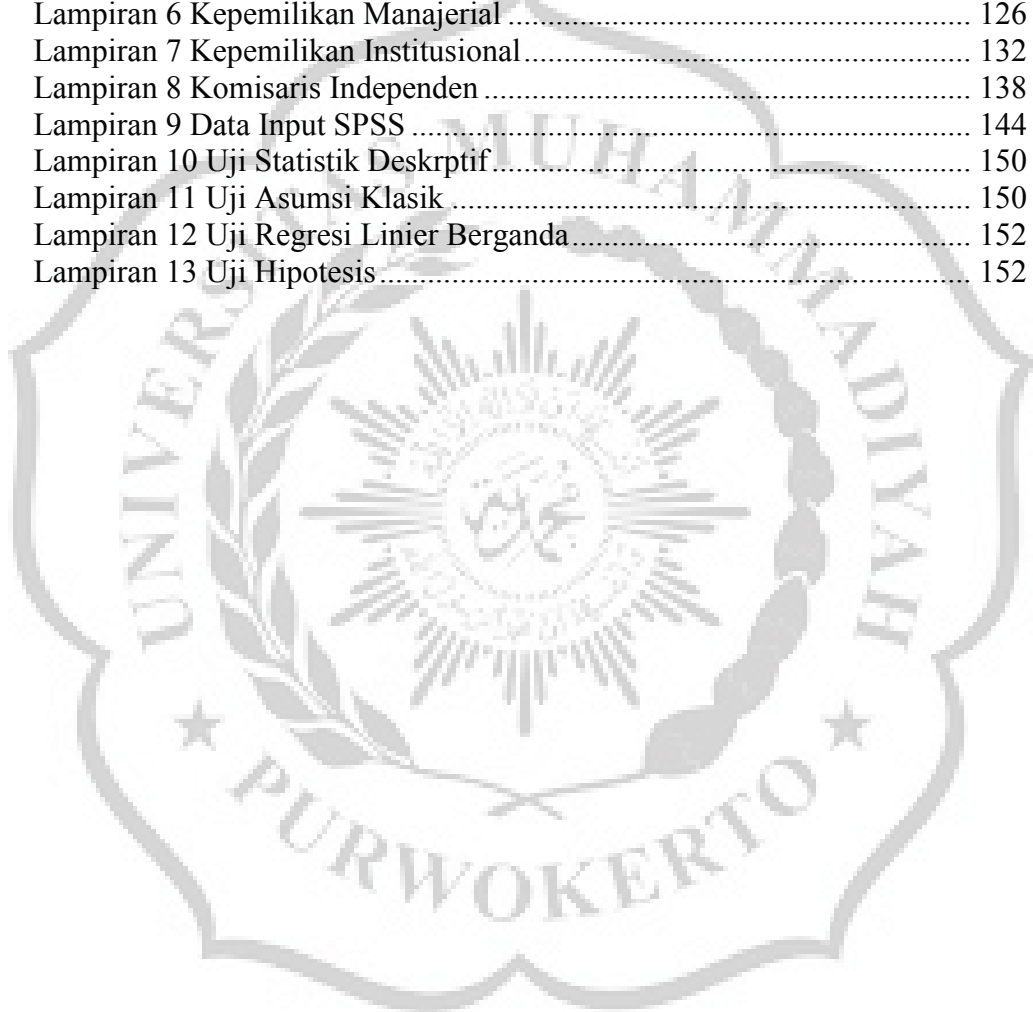 Lampiran 6 Kepemilikan Manajerial ........................................................... 126
Lampiran 7 Kepemilikan Institusional......................................................... 132
Lampiran 8 Komisaris Independen .............................................................. 138
Lampiran 9 Data Input SPSS ....................................................................... 144
Lampiran 10 Uji Statistik Deskrptif............................................................. 150
Lampiran 11 Uji Asumsi Klasik .................................................................. 150
Lampiran 12 Uji Regresi Linier Berganda................................................... 152
Lampiran 13 Uji Hipotesis........................................................................... 152
UNIVERSITAS MUHAMMADIYAH
PURWOKERTO